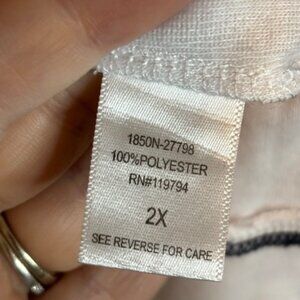 1850N-27798
100%POLYESTER
RN#119794
2X
SEE REVERSE FOR CARE